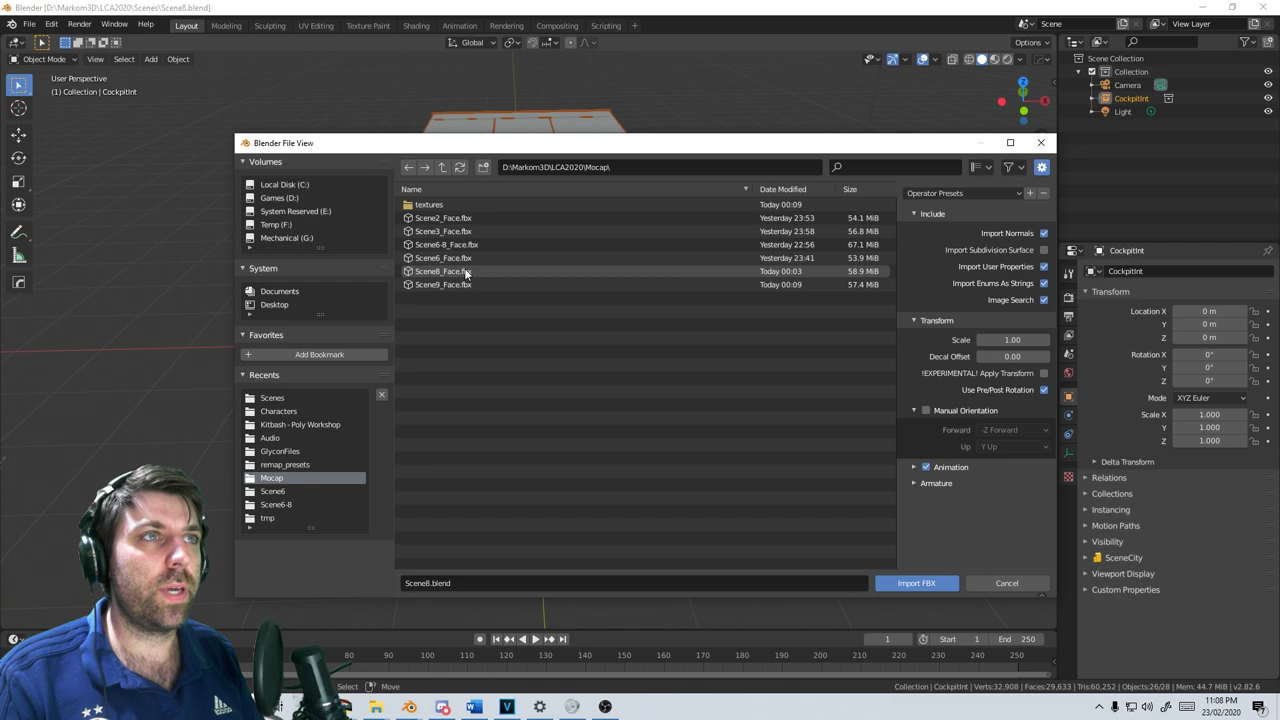 Blender [D:\Markom3D\LCA2020\Scenes\Scene8.blend]
File Edit Render Window Help Layout Modeling Sculpting UV Editing Texture Paint Shading Animation Rendering Compositing Scripting Scene View Layer
Global Options
Object Mode View Select Add Object
User Perspective
(1) Collection | CockpitInt
Scene Collection
Collection
Camera
CockpitInt
Light
Z
X
Blender File View
Volumes
Local Disk (C:)
Games (D:)
System Reserved (E:)
Temp (F:)
Mechanical (G:)
System
Documents
Desktop
Favorites
Add Bookmark
Recents
Scenes
Characters
Kitbash - Poly Workshop
Audio
GlyconFiles
remap_presets
Mocap
Scene6
Scene6-8
tmp
D:\Markom3D\LCA2020\Mocap\
Name Date Modified Size
textures Today 00:09
Scene2_Face.fbx Yesterday 23:53 54.1 MiB
Scene3_Face.fbx Yesterday 23:58 56.8 MiB
Scene6-8_Face.fbx Yesterday 22:56 67.1 MiB
Scene6_Face.fbx Yesterday 23:41 53.9 MiB
Scene8_Face.fbx Today 00:03 58.9 MiB
Scene9_Face.fbx Today 00:09 57.4 MiB
Operator Presets
Include
Import Normals
Import Subdivision Surface
Import User Properties
Import Enums As Strings
Image Search
Transform
Scale 1.00
Decal Offset 0.00
!EXPERIMENTAL! Apply Transform
Use Pre/Post Rotation
Manual Orientation
Forward -Z Forward
Up Y Up
Animation
Armature
Scene8.blend Import FBX Cancel
CockpitInt
CockpitInt
Transform
Location X 0 m
Y 0 m
Z 0 m
Rotation X 0°
Y 0°
Z 0°
Mode XYZ Euler
Scale X 1.000
Y 1.000
Z 1.000
Delta Transform
Relations
Collections
Instancing
Motion Paths
Visibility
SceneCity
Viewport Display
Custom Properties
1 Start 1 End 250
80 90 100 110 120 130 140 150 160 170 180 190 200 210 220 230 240 250
Select Move Collection | CockpitInt | Verts:32,908 | Faces:29,633 | Tris:60,252 | Objects:26/28 | Mem: 44.7 MiB | v2.82.6
11:08 PM
23/02/2020